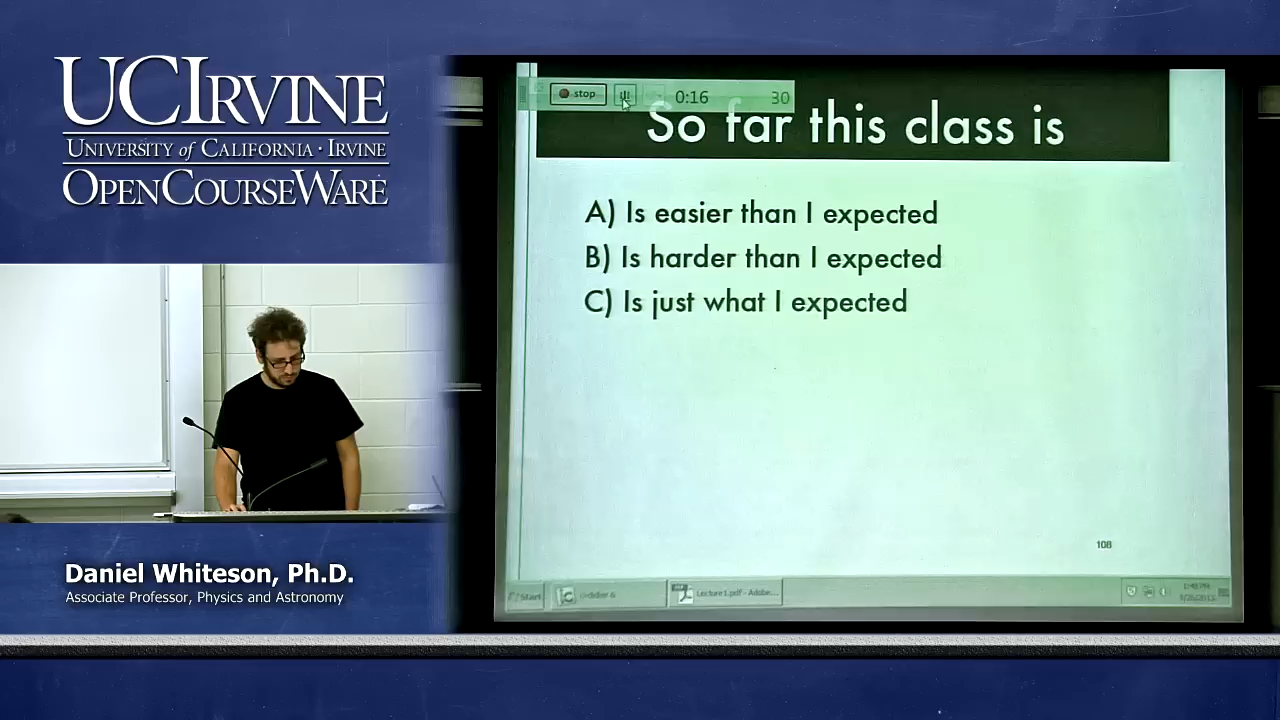 UCIRVINE
UNIVERSITY of CALIFORNIA · IRVINE
OPENCOURSEWARE
Daniel Whiteson, Ph.D.
Associate Professor, Physics and Astronomy
stop
0:16
30
So far this class is
A) Is easier than I expected
B) Is harder than I expected
C) Is just what I expected
108
Start
Lecture1.pdf - Adobe...